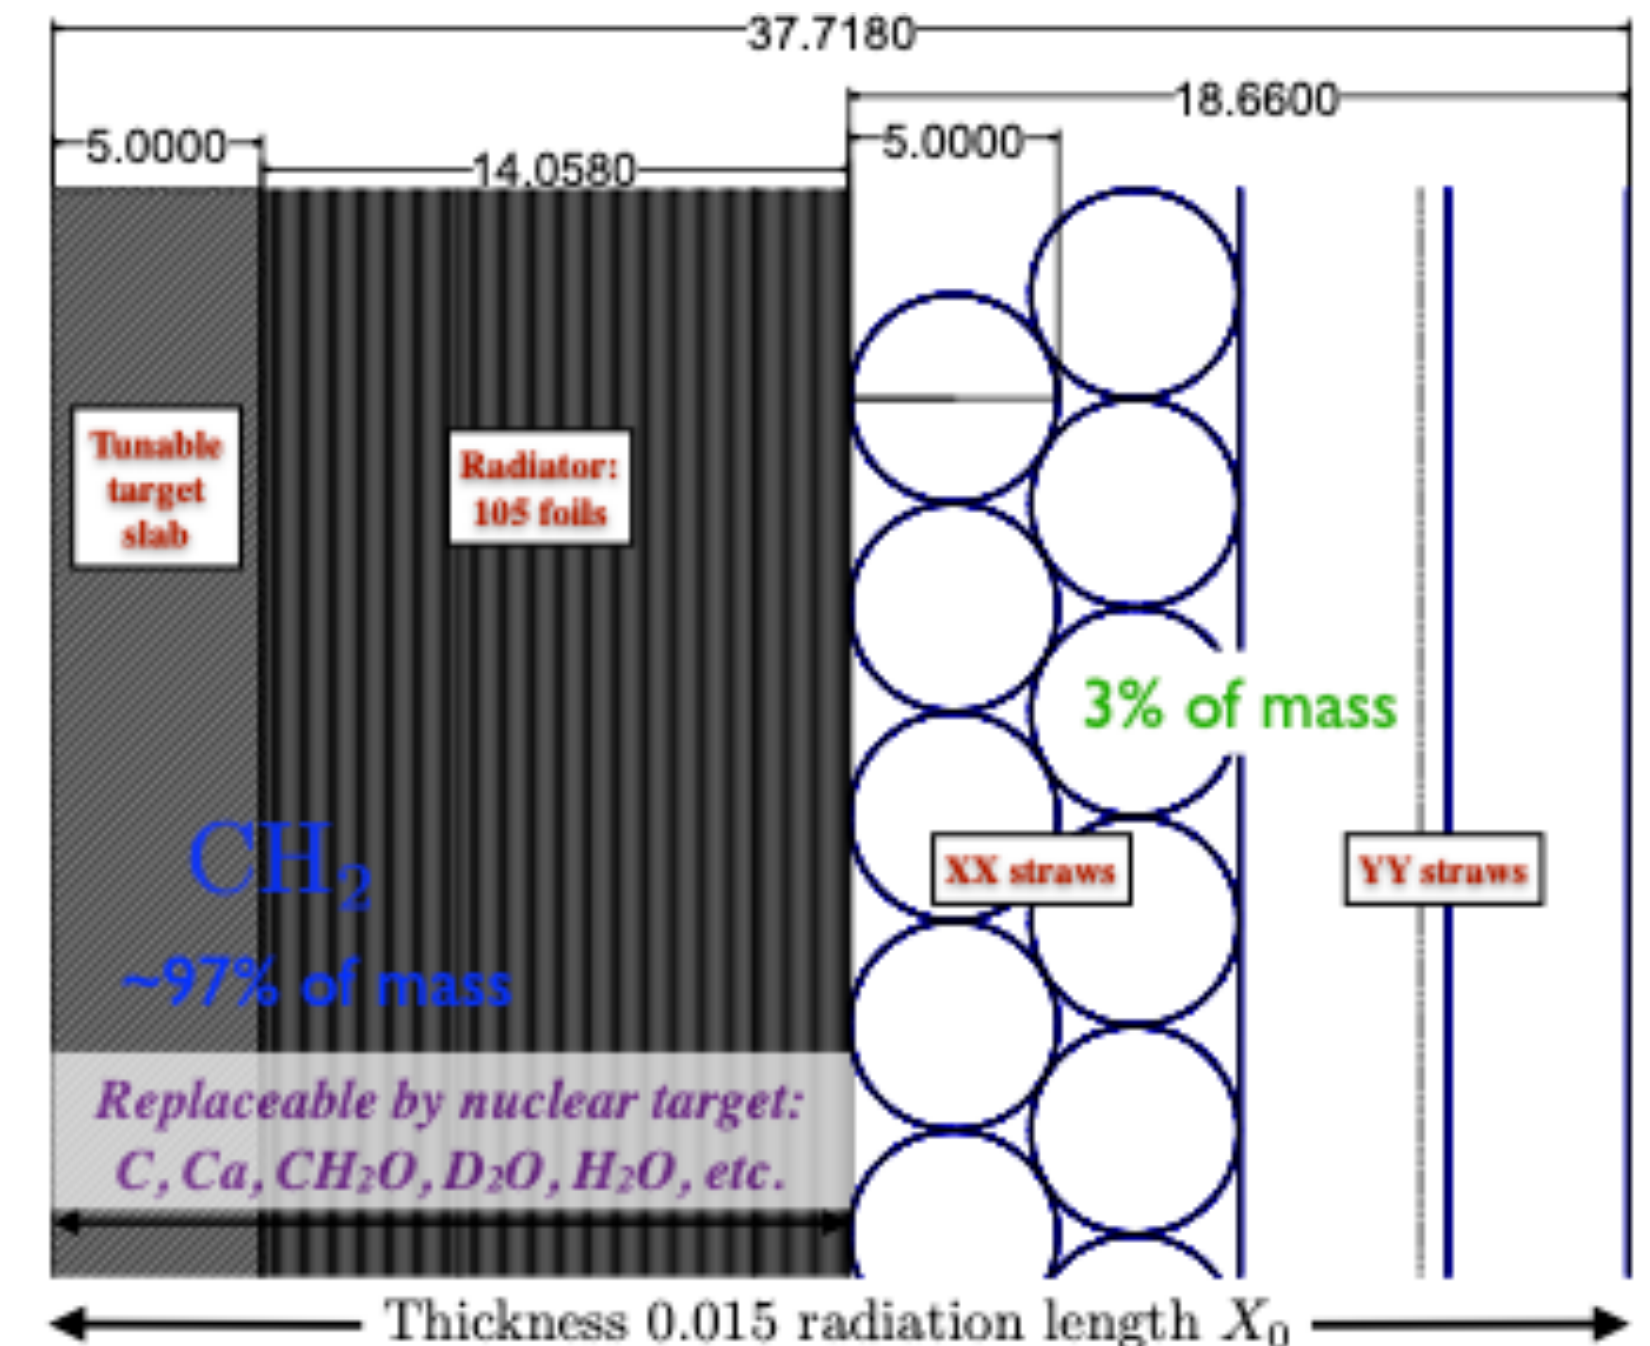 37.7180
18.6600
5.0000
5.0000
14.0580
Tunable
target
slab
Radiator:
105 foils
3% of mass
XX straws
YY straws
CH₂
~97% of mass
Replaceable by nuclear target:
C, Ca, CH₂O, D₂O, H₂O, etc.
Thickness 0.015 radiation length X₀